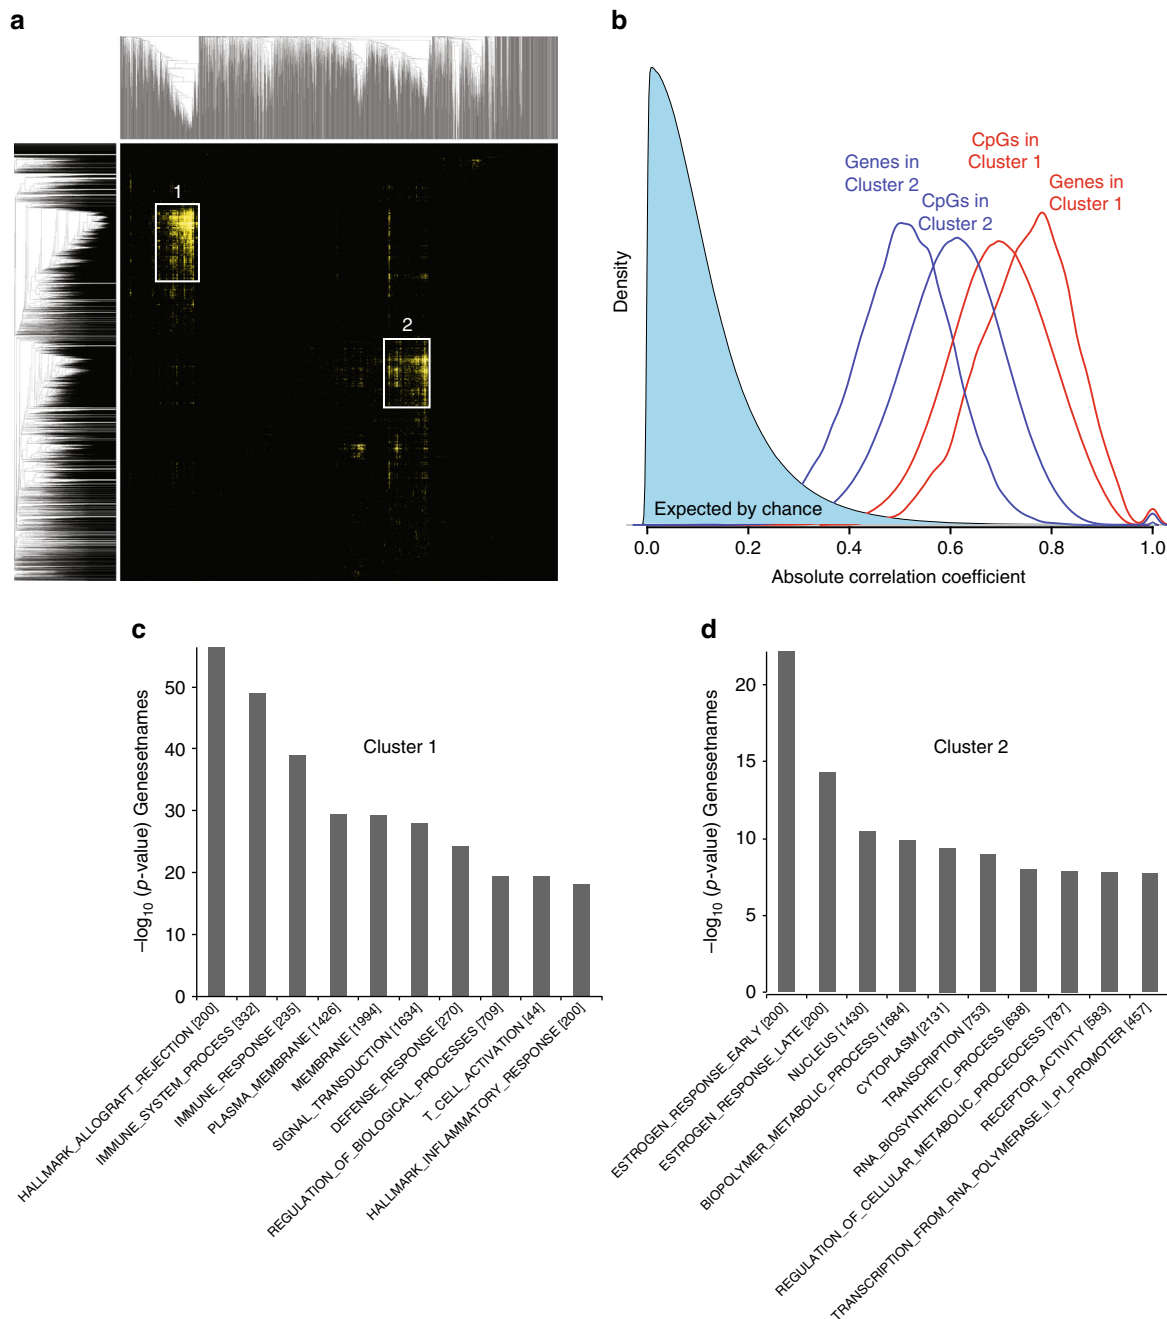 a
1
2
b
Density
CpGs in
Cluster 1
Genes in
Cluster 2
Genes in
Cluster 1
CpGs in
Cluster 2
Expected by chance
0.0
0.2
0.4
0.6
0.8
1.0
Absolute correlation coefficient
c
–log10 (p-value) Genesetnames
50
40
30
20
10
0
Cluster 1
HALLMARK_ALLOGRAFT_REJECTION [200]
IMMUNE_SYSTEM_PROCESS [332]
IMMUNE_RESPONSE [235]
PLASMA_MEMBRANE [1426]
MEMBRANE [1994]
SIGNAL_TRANSDUCTION [1634]
DEFENSE_RESPONSE [270]
REGULATION_OF_BIOLOGICAL_PROCESSES [709]
T_CELL_ACTIVATION [44]
HALLMARK_INFLAMMATORY_RESPONSE [200]
d
–log10 (p-value) Genesetnames
20
15
10
5
0
Cluster 2
ESTROGEN_RESPONSE_EARLY [200]
ESTROGEN_RESPONSE_LATE [200]
NUCLEUS [1430]
BIOPOLYMER_METABOLIC_PROCESS [1684]
CYTOPLASM [2131]
TRANSCRIPTION [753]
RNA_BIOSYNTHETIC_PROCESS [638]
REGULATION_OF_CELLULAR_METABOLIC_PROCEOCESS [787]
RECEPTOR_ACTIVITY [583]
TRANSCRIPTION_FROM_RNA_POLYMERASE_II_PI_PROMOTER [457]